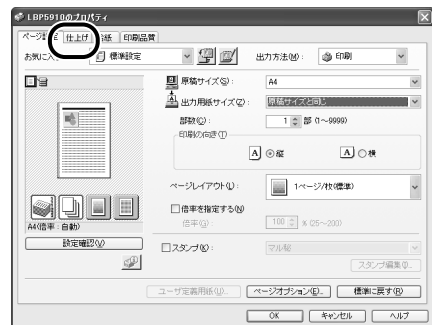 LBP5910のプロパティ
ページ設定 仕上げ 給紙 印刷品質
お気に入 標準設定 出力方法(M): 印刷
原稿サイズ(S): A4
出力用紙サイズ(Z): 原稿サイズと同じ
部数(C): 1 部 (1~9999)
印刷の向き(T)
A 縦 A 横
ページレイアウト(L): 1ページ/枚(標準)
倍率を指定する(N)
倍率(G): 100 % (25~200)
A4(倍率:自動)
設定確認(V)
スタンプ(K): マル秘
スタンプ編集(I)...
ユーザ定義用紙(U)... ページオプション(E)... 標準に戻す(R)
OK キャンセル ヘルプ